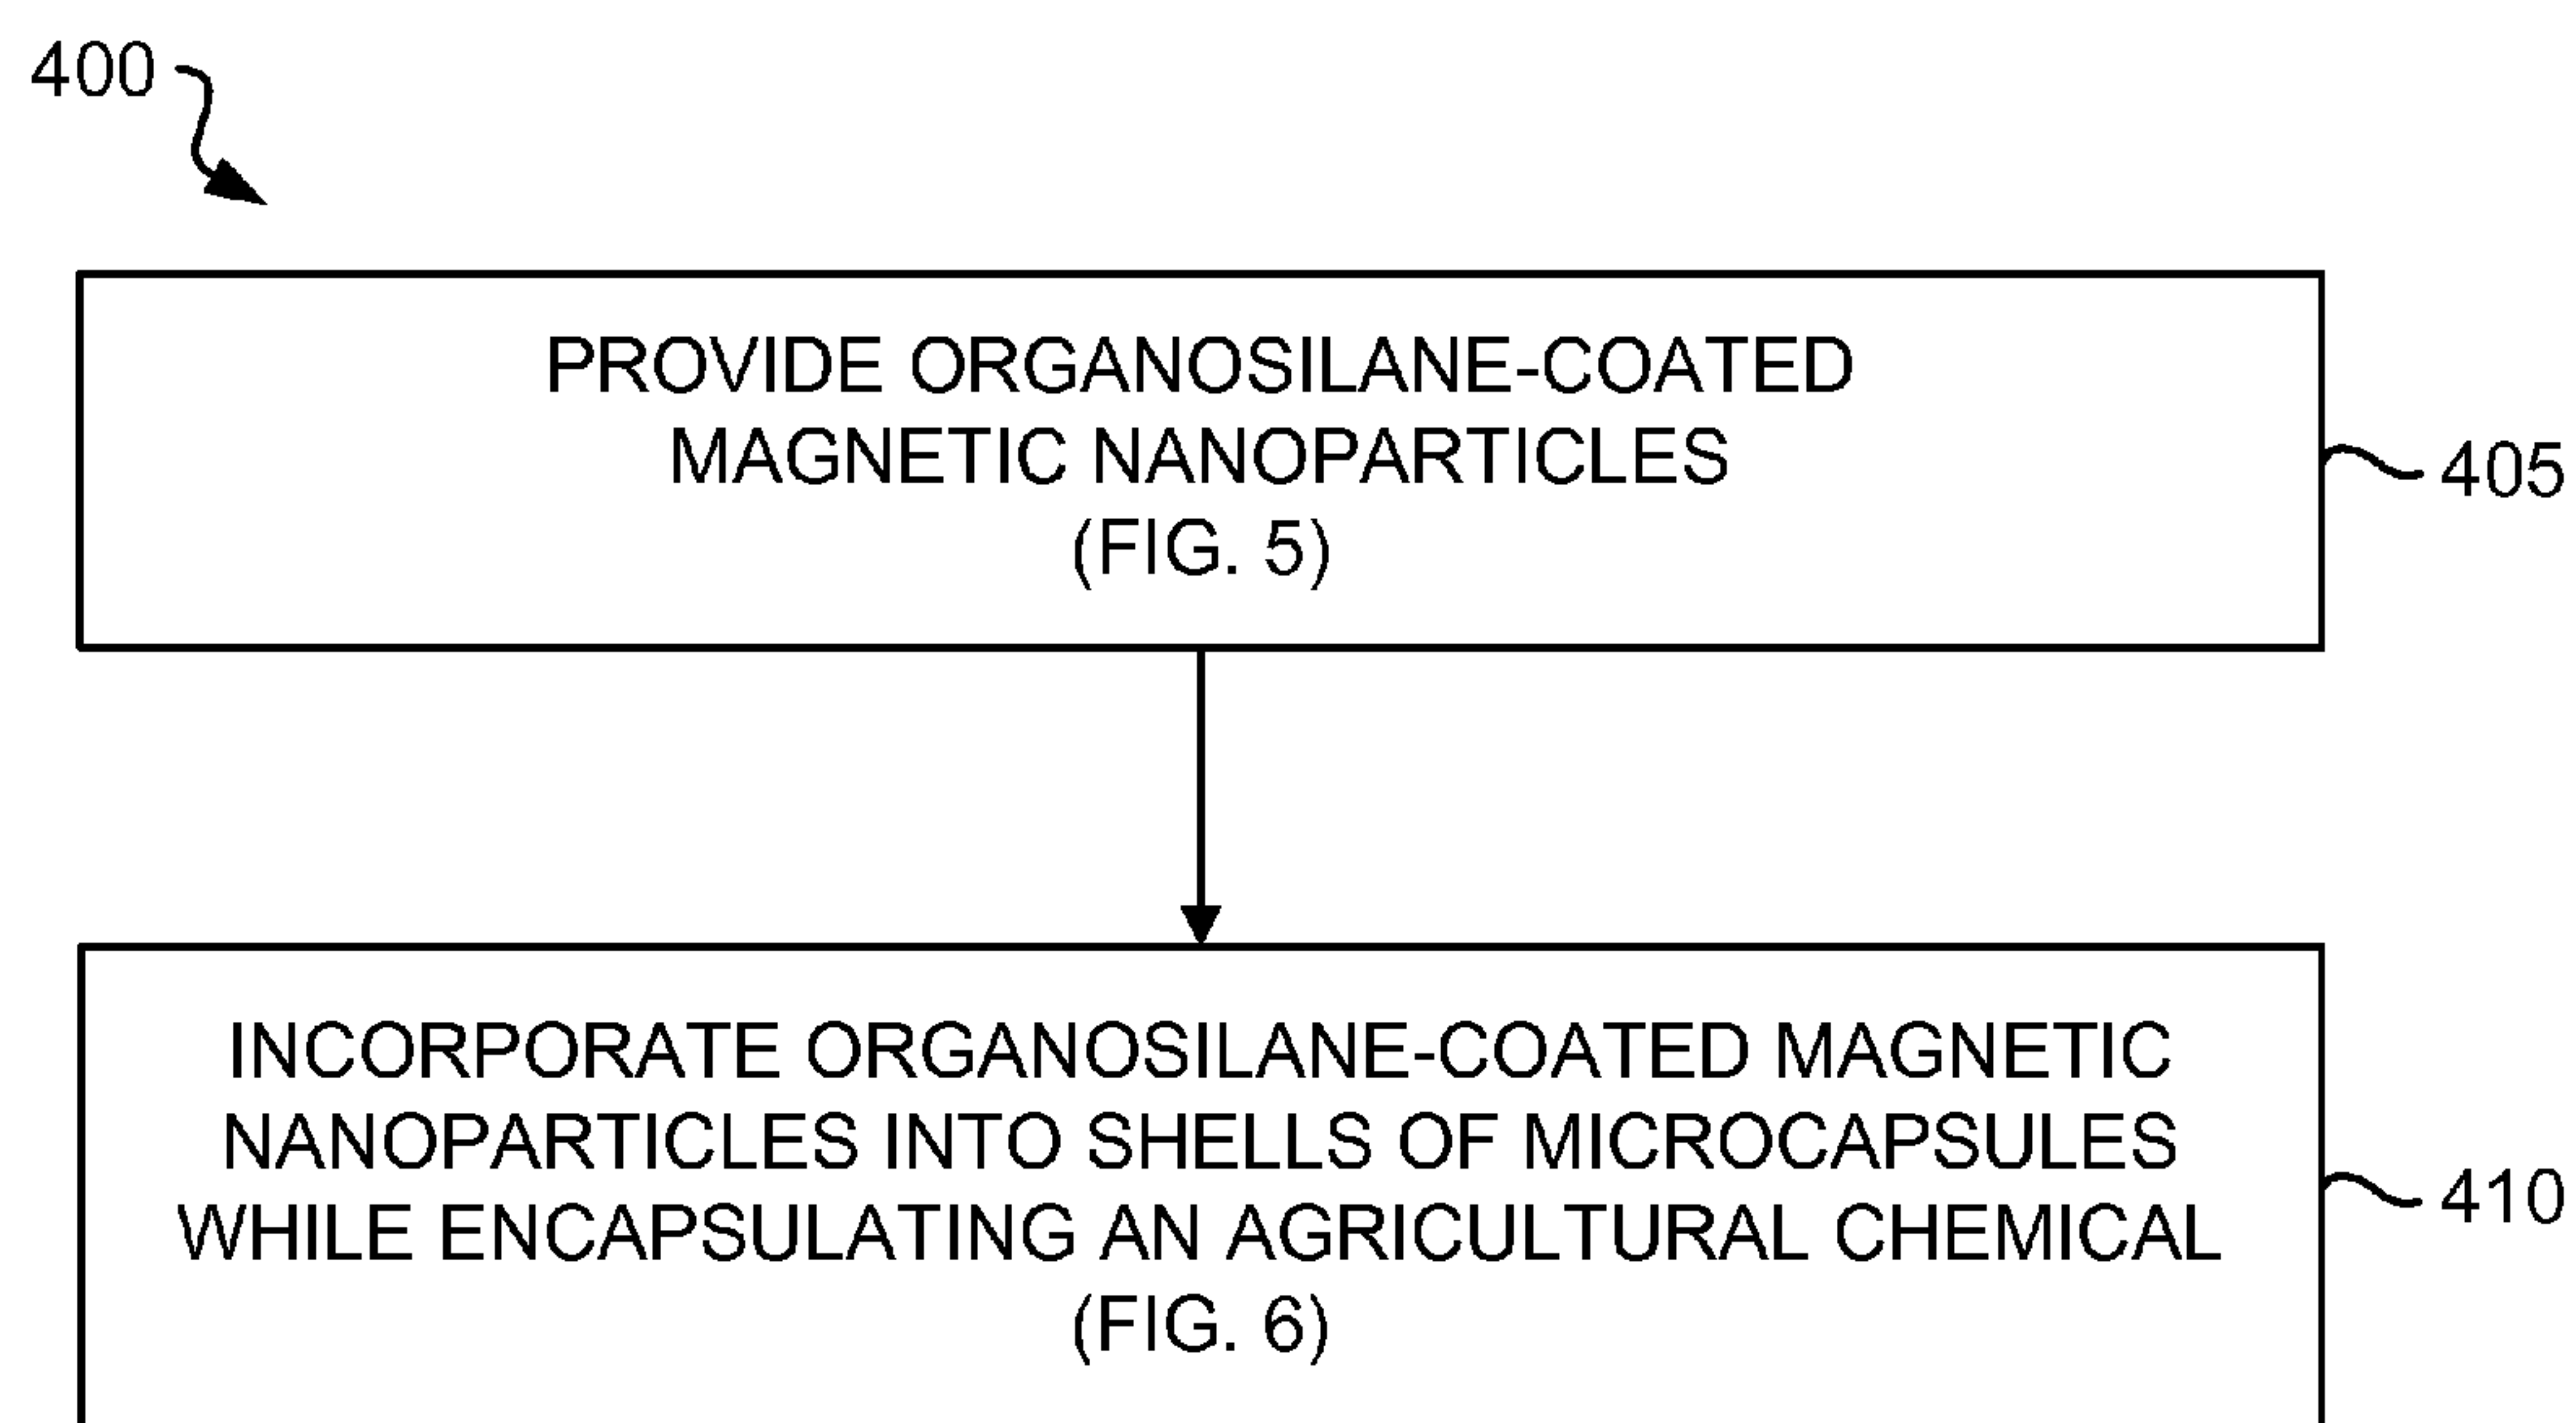 400
PROVIDE ORGANOSILANE-COATED
MAGNETIC NANOPARTICLES
(FIG. 5)
405
INCORPORATE ORGANOSILANE-COATED MAGNETIC
NANOPARTICLES INTO SHELLS OF MICROCAPSULES
WHILE ENCAPSULATING AN AGRICULTURAL CHEMICAL
(FIG. 6)
410